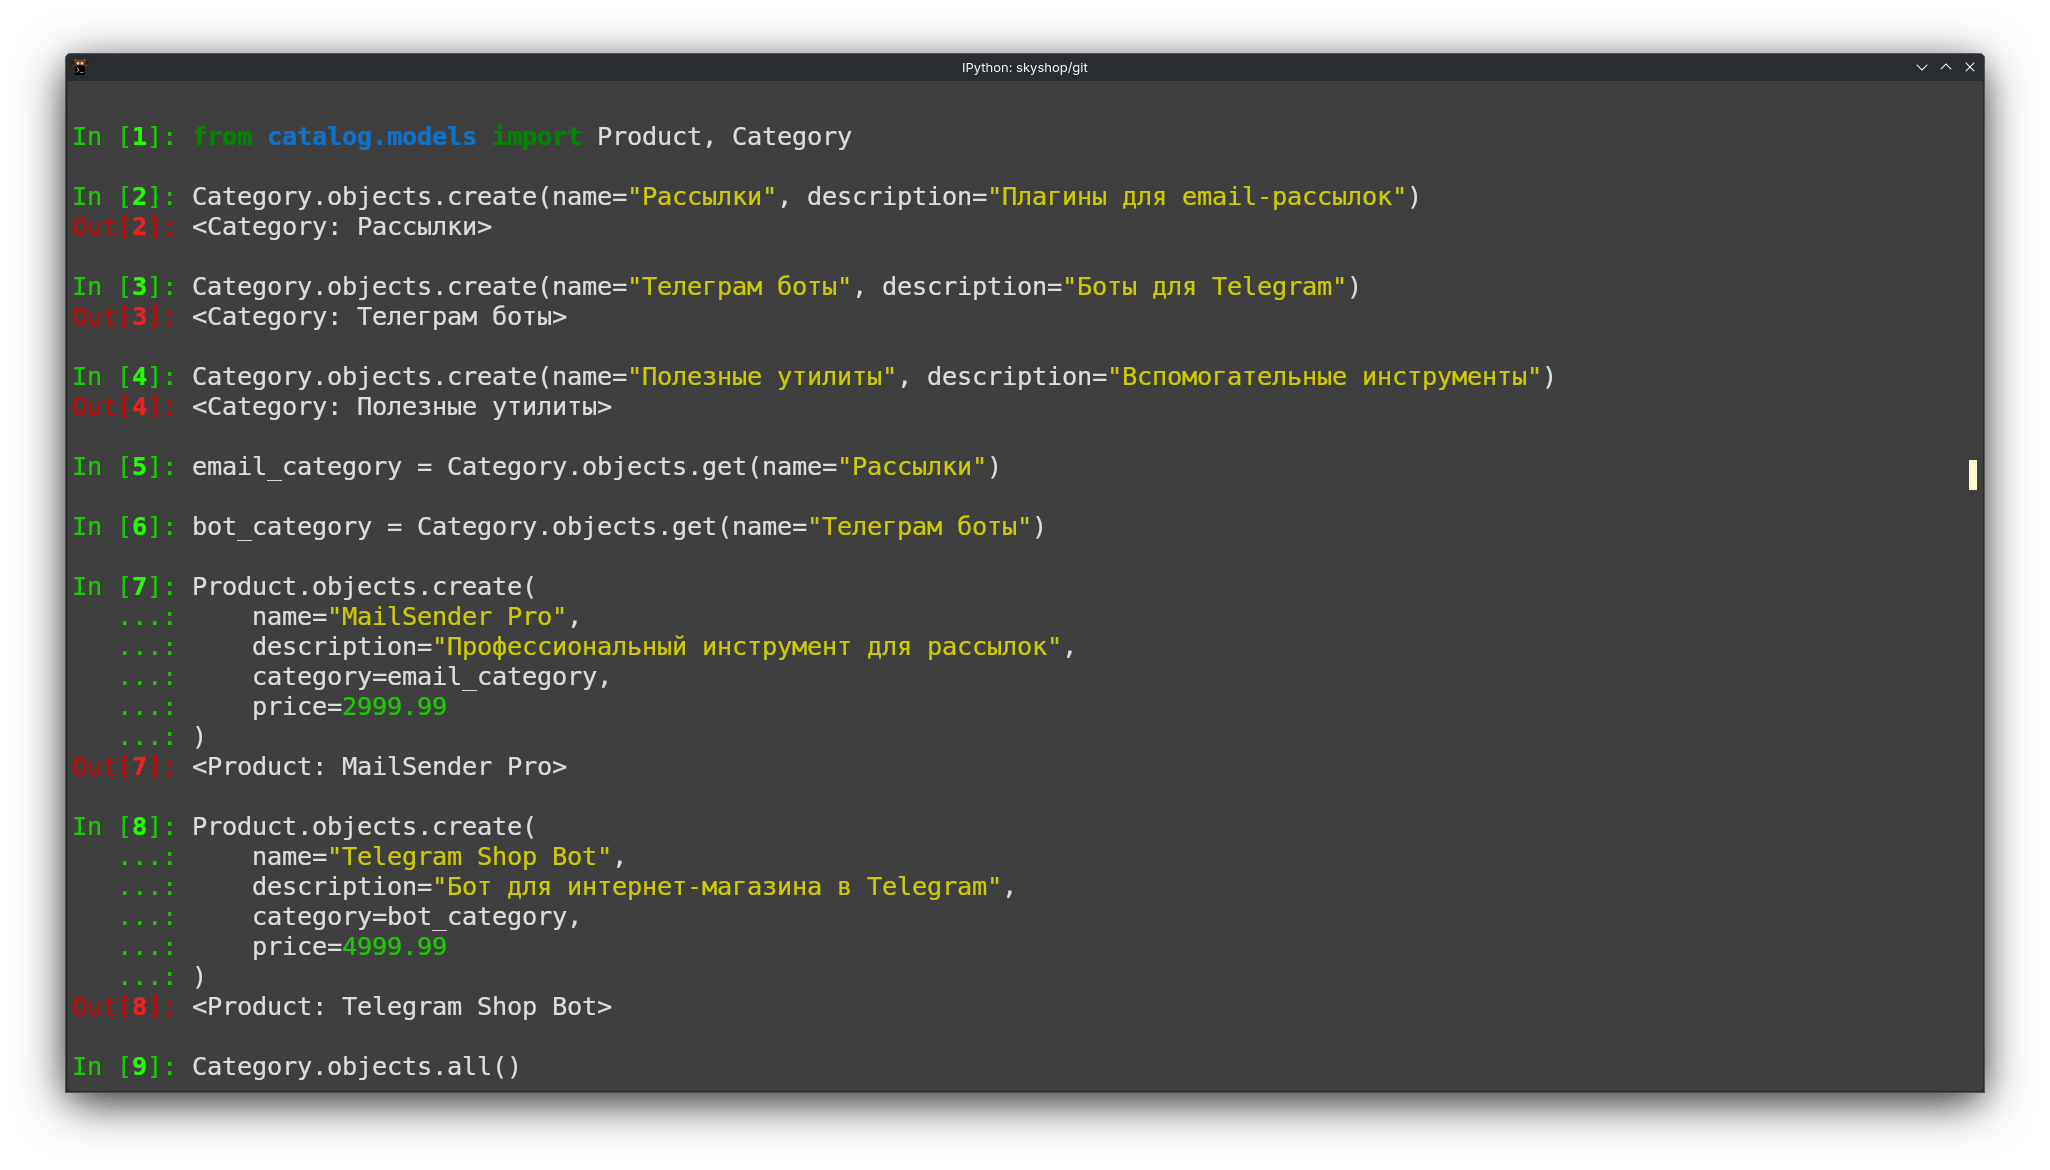 IPython: skyshop/git
In [1]: from catalog.models import Product, Category
In [2]: Category.objects.create(name="Рассылки", description="Плагины для email-рассылок")
Out[2]: <Category: Рассылки>
In [3]: Category.objects.create(name="Телеграм боты", description="Боты для Telegram")
Out[3]: <Category: Телеграм боты>
In [4]: Category.objects.create(name="Полезные утилиты", description="Вспомогательные инструменты")
Out[4]: <Category: Полезные утилиты>
In [5]: email_category = Category.objects.get(name="Рассылки")
In [6]: bot_category = Category.objects.get(name="Телеграм боты")
In [7]: Product.objects.create(
   ...:     name="MailSender Pro",
   ...:     description="Профессиональный инструмент для рассылок",
   ...:     category=email_category,
   ...:     price=2999.99
   ...: )
Out[7]: <Product: MailSender Pro>
In [8]: Product.objects.create(
   ...:     name="Telegram Shop Bot",
   ...:     description="Бот для интернет-магазина в Telegram",
   ...:     category=bot_category,
   ...:     price=4999.99
   ...: )
Out[8]: <Product: Telegram Shop Bot>
In [9]: Category.objects.all()